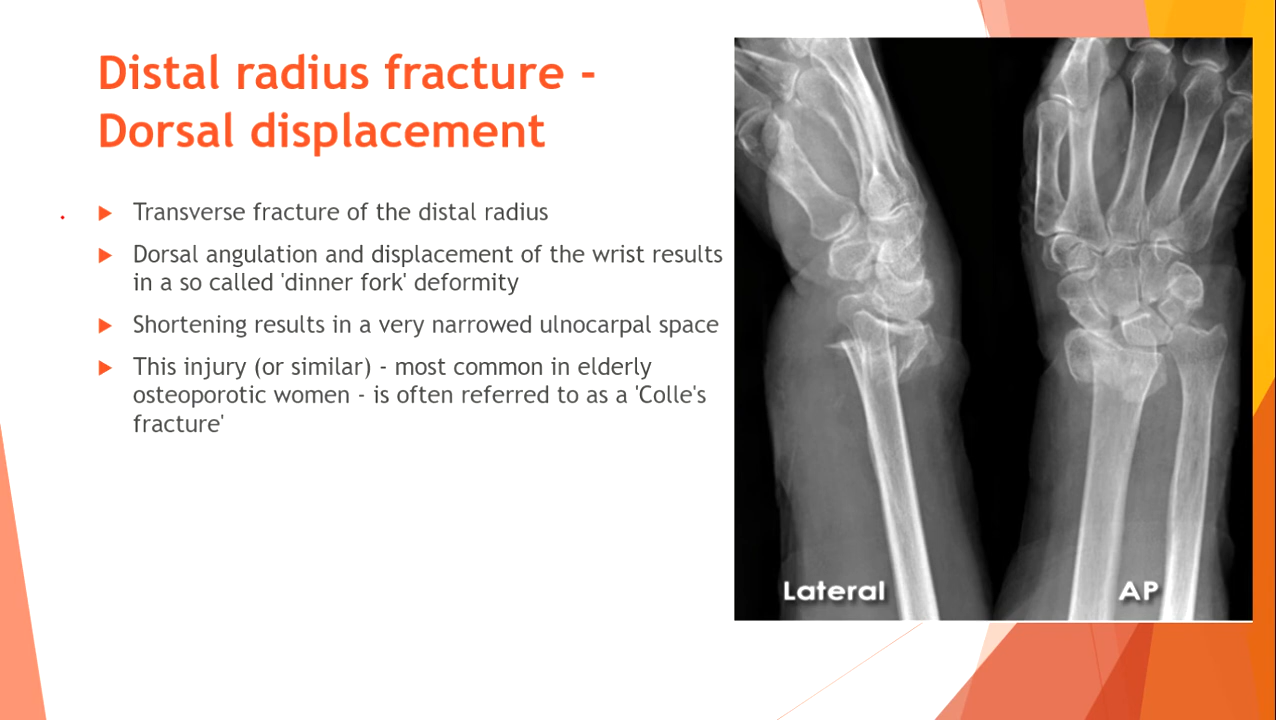 Distal radius fracture -
Dorsal displacement
Transverse fracture of the distal radius
Dorsal angulation and displacement of the wrist results
in a so called 'dinner fork' deformity
Shortening results in a very narrowed ulnocarpal space
This injury (or similar) - most common in elderly
osteoporotic women - is often referred to as a 'Colle's
fracture'
Lateral
AP